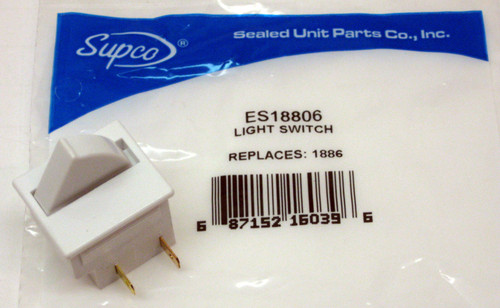 Supco®
Sealed Unit Parts Co., Inc.
ES18806
LIGHT SWITCH
REPLACES: 1886
6 87152 16039 6